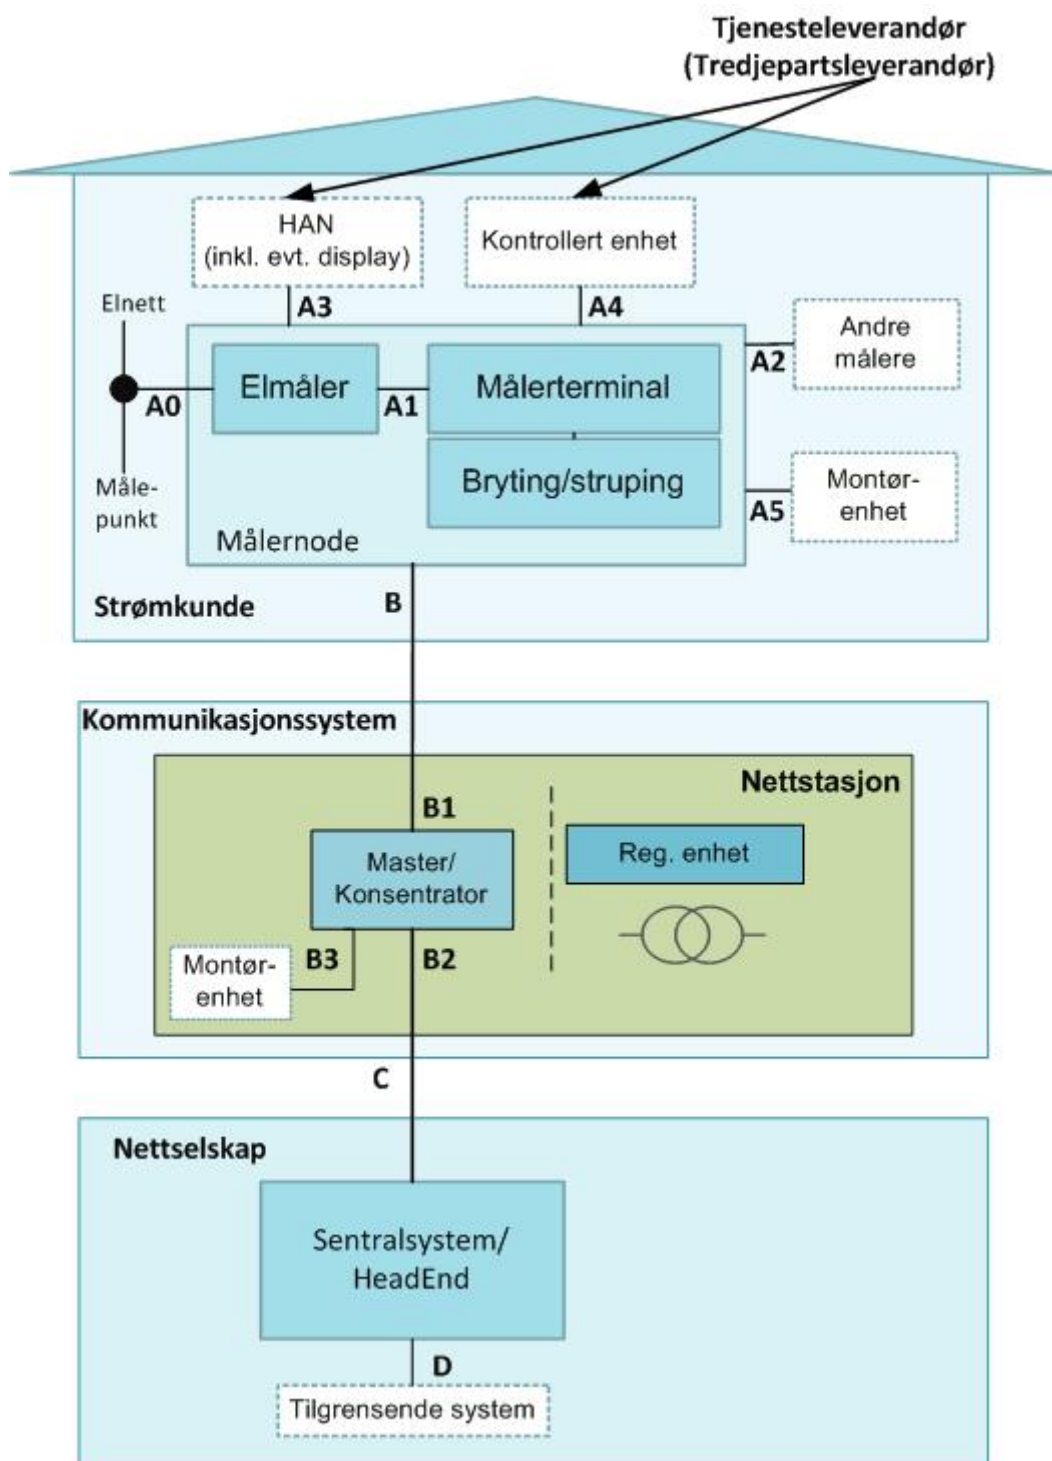 Tjenesteleverandør
(Tredjepartsleverandør)
HAN
(inkl. evt. display)
Kontrollert enhet
Elnett
A3
A4
Andre
målere
A2
Elmåler
Målerterminal
A0
A1
Bryting/struping
Måle-
punkt
Montør-
enhet
A5
Målernode
B
Strømkunde
Kommunikasjonssystem
Nettstasjon
B1
Master/
Konsentrator
Reg. enhet
B3
B2
Montør-
enhet
C
Nettselskap
Sentralsystem/
HeadEnd
D
Tilgrensende system